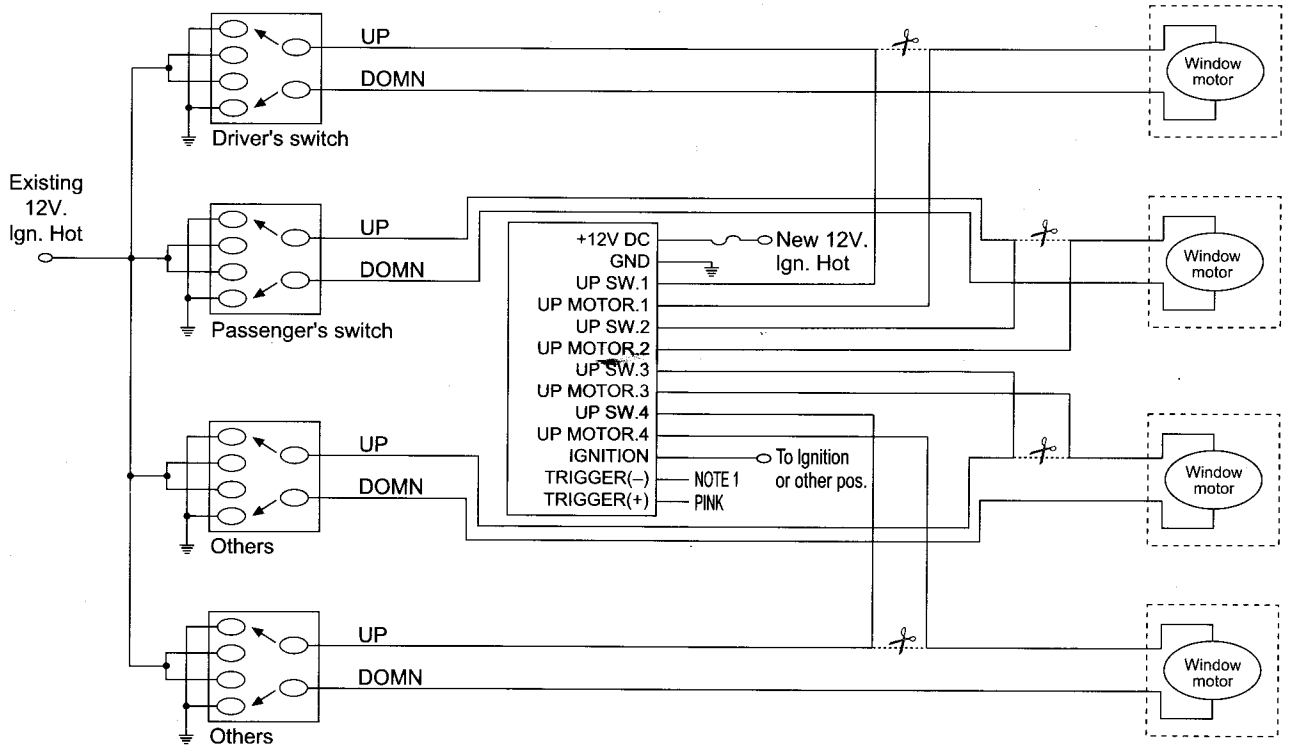 UP
DOMN
Driver's switch
Window
motor
Existing
12V.
Ign. Hot
UP
DOMN
Passenger's switch
+12V DC
GND
UP SW.1
UP MOTOR.1
UP SW.2
UP MOTOR.2
UP SW.3
UP MOTOR.3
UP SW.4
UP MOTOR.4
IGNITION
TRIGGER(–)
TRIGGER(+)
New 12V.
Ign. Hot
To Ignition
or other pos.
NOTE 1
PINK
Window
motor
UP
DOMN
Others
Window
motor
UP
DOMN
Others
Window
motor